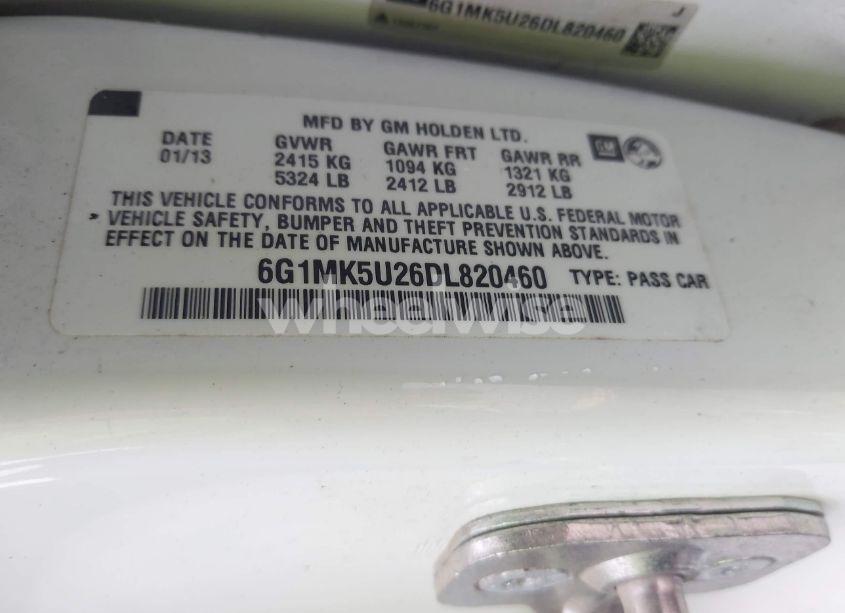 6G1MK5U26DL820460
J
MFD BY GM HOLDEN LTD.
DATE GVWR GAWR FRT GAWR RR GM
01/13 2415 KG 1094 KG 1321 KG
5324 LB 2412 LB 2912 LB
THIS VEHICLE CONFORMS TO ALL APPLICABLE U.S. FEDERAL MOTOR
VEHICLE SAFETY, BUMPER AND THEFT PREVENTION STANDARDS IN
EFFECT ON THE DATE OF MANUFACTURE SHOWN ABOVE.
6G1MK5U26DL820460 TYPE: PASS CAR
wheelwise